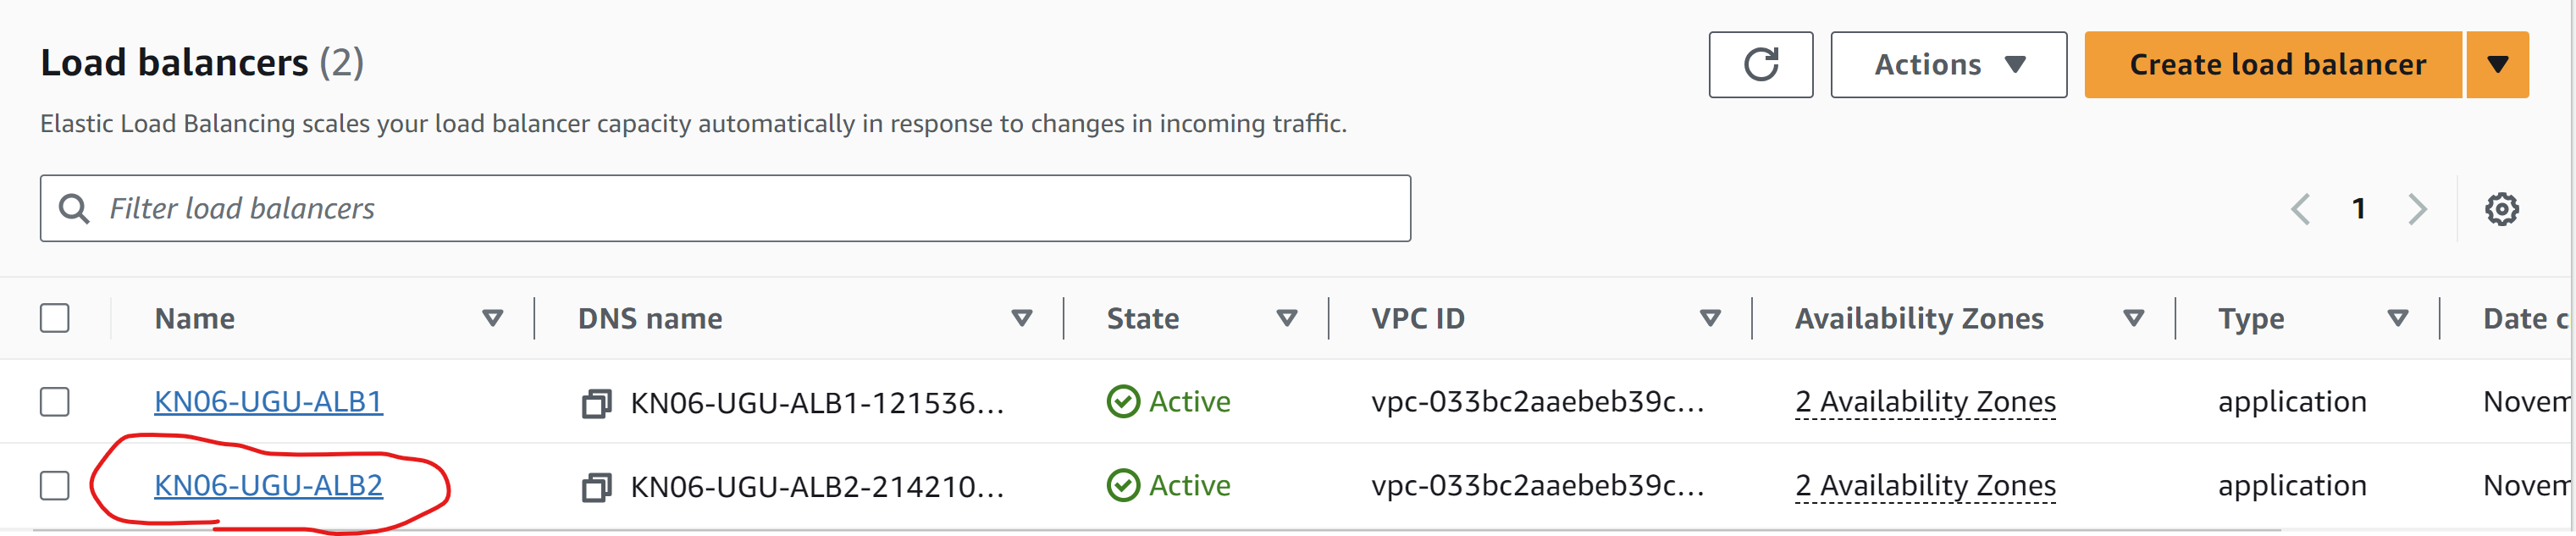 Load balancers (2)
Actions
Create load balancer
Elastic Load Balancing scales your load balancer capacity automatically in response to changes in incoming traffic.
Filter load balancers
1
Name DNS name State VPC ID Availability Zones Type Date c
KN06-UGU-ALB1 KN06-UGU-ALB1-121536... Active vpc-033bc2aaebeb39c... 2 Availability Zones application Novem
KN06-UGU-ALB2 KN06-UGU-ALB2-214210... Active vpc-033bc2aaebeb39c... 2 Availability Zones application Novem